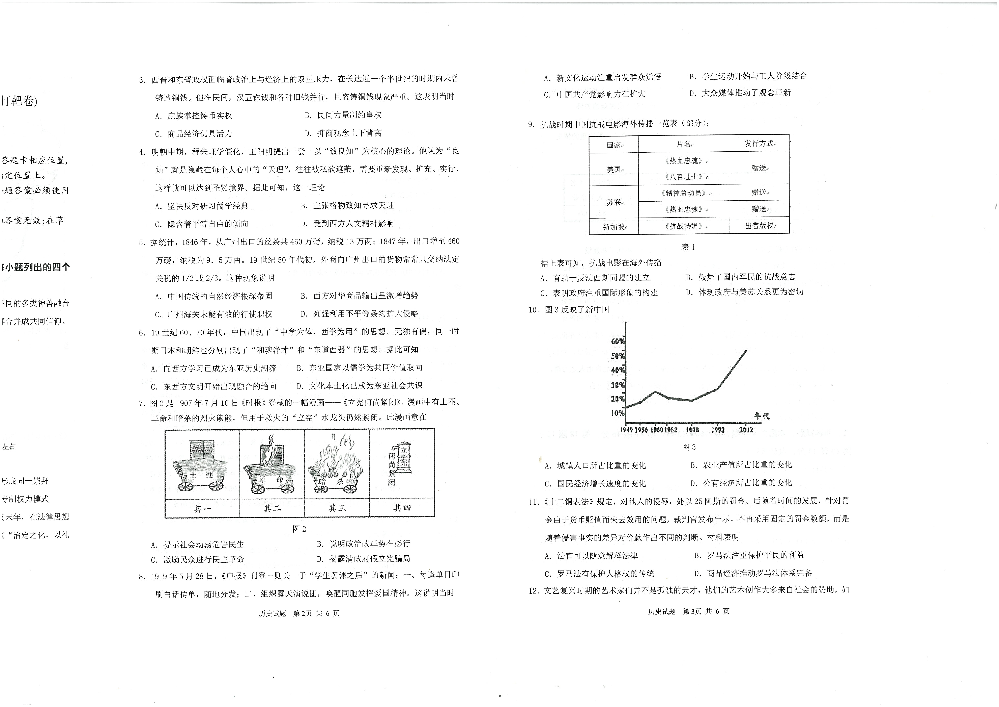 打靶卷)
答题卡相应位置,
定位置上。
题答案必须使用
答案无效;在草
小题列出的四个
不同的多类神兽融合
合并成共同信仰。
左右
形成同一崇拜
专制权力模式
末年，在法律思想
“治定之化，以礼
3. 西晋和东晋政权面临着政治上与经济上的双重压力，在长达近一个半世纪的时期内未曾
铸造铜钱。但在民间，汉五铢钱和各种旧钱并行，且盗铸铜钱现象严重。这表明当时
A. 庶族掌控铸币实权 B. 民间力量制约皇权
C. 商品经济仍具活力 D. 抑商观念上下背离
4. 明朝中期，程朱理学僵化，王阳明提出一套 以“致良知”为核心的理论。他认为“良
知”就是隐藏在每个人心中的“天理”，往往被私欲遮蔽，需要重新发现、扩充、实行，
这样就可以达到圣贤境界。据此可知，这一理论
A. 坚决反对研习儒学经典 B. 主张格物致知寻求天理
C. 隐含着平等自由的倾向 D. 受到西方人文精神影响
5. 据统计，1846 年，从广州出口的丝茶共 450 万磅，纳税 13 万两；1847 年，出口增至 460
万磅，纳税为 9. 5 万两。19 世纪 50 年代初，外商向广州出口的货物常常只交纳法定
关税的 1/2 或 2/3。这种现象说明
A. 中国传统的自然经济根深蒂固 B. 西方对华商品输出呈激增趋势
C. 广州海关未能有效的行使职权 D. 列强利用不平等条约扩大侵略
6. 19 世纪 60、70 年代，中国出现了“中学为体，西学为用”的思想。无独有偶，同一时
期日本和朝鲜也分别出现了“和魂洋才”和“东道西器”的思想。据此可知
A. 向西方学习已成为东亚历史潮流 B. 东亚国家以儒学为共同价值取向
C. 东西方文明开始出现融合的趋向 D. 文化本土化已成为东亚社会共识
7. 图 2 是 1907 年 7 月 10 日《时报》登载的一幅漫画——《立宪何尚紧闭》。漫画中有土匪、
革命和暗杀的烈火熊熊，但用于救火的“立宪”水龙头仍然紧闭。此漫画意在
土 匪
革 命
暗 杀
立宪
何尚紧闭
其一 其二 其三 其四
图 2
A. 提示社会动荡危害民生 B. 说明政治改革势在必行
C. 激励民众进行民主革命 D. 揭露清政府假立宪骗局
8. 1919 年 5 月 28 日，《申报》刊登一则关 于“学生罢课之后”的新闻：一、每逢单日印
刷白话传单，随地分发；二、组织露天演说团，唤醒同胞发挥爱国精神。这说明当时
历史试题 第 2页 共 6 页
A. 新文化运动注重启发群众觉悟 B. 学生运动开始与工人阶级结合
C. 中国共产党影响力在扩大 D. 大众媒体推动了观念革新
9. 抗战时期中国抗战电影海外传播一览表（部分）：
国家 片名 发行方式
美国 《热血忠魂》 《八百壮士》 赠送
苏联 《精神总动员》 赠送
《热血忠魂》 赠送
新加坡 《抗战特辑》 出售版权
表 1
据上表可知，抗战电影在海外传播
A. 有助于反法西斯同盟的建立 B. 鼓舞了国内军民的抗战意志
C. 表明政府注重国际形象的构建 D. 体现政府与美苏关系更为密切
10. 图 3 反映了新中国
60%
50%
40%
30%
20%
10%
年代
1949 1956 1960 1962 1978 1992 2012
图 3
A. 城镇人口所占比重的变化 B. 农业产值所占比重的变化
C. 国民经济增长速度的变化 D. 公有经济所占比重的变化
11.《十二铜表法》规定，对他人的侵辱，处以 25 阿斯的罚金。后随着时间的发展，针对罚
金由于货币贬值而失去效用的问题，裁判官发布告示，不再采用固定的罚金数额，而是
随着侵害事实的差异对价款作出不同的判断。材料表明
A. 法官可以随意解释法律 B. 罗马法注重保护平民的利益
C. 罗马法有保护人格权的传统 D. 商品经济推动罗马法体系完备
12. 文艺复兴时期的艺术家们并不是孤独的天才，他们的艺术创作大多来自社会的赞助，如
历史试题 第 3页 共 6 页